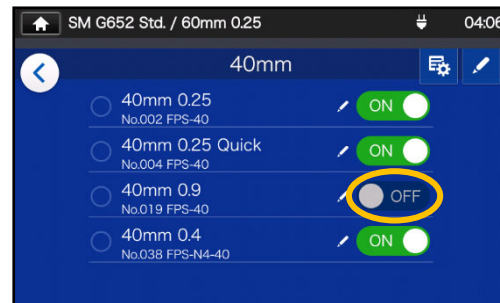 SM G652 Std. / 60mm 0.25 04:06
40mm
40mm 0.25 ON
No.002 FPS-40
40mm 0.25 Quick ON
No.004 FPS-40
40mm 0.9 OFF
No.019 FPS-40
40mm 0.4 ON
No.038 FPS-N4-40